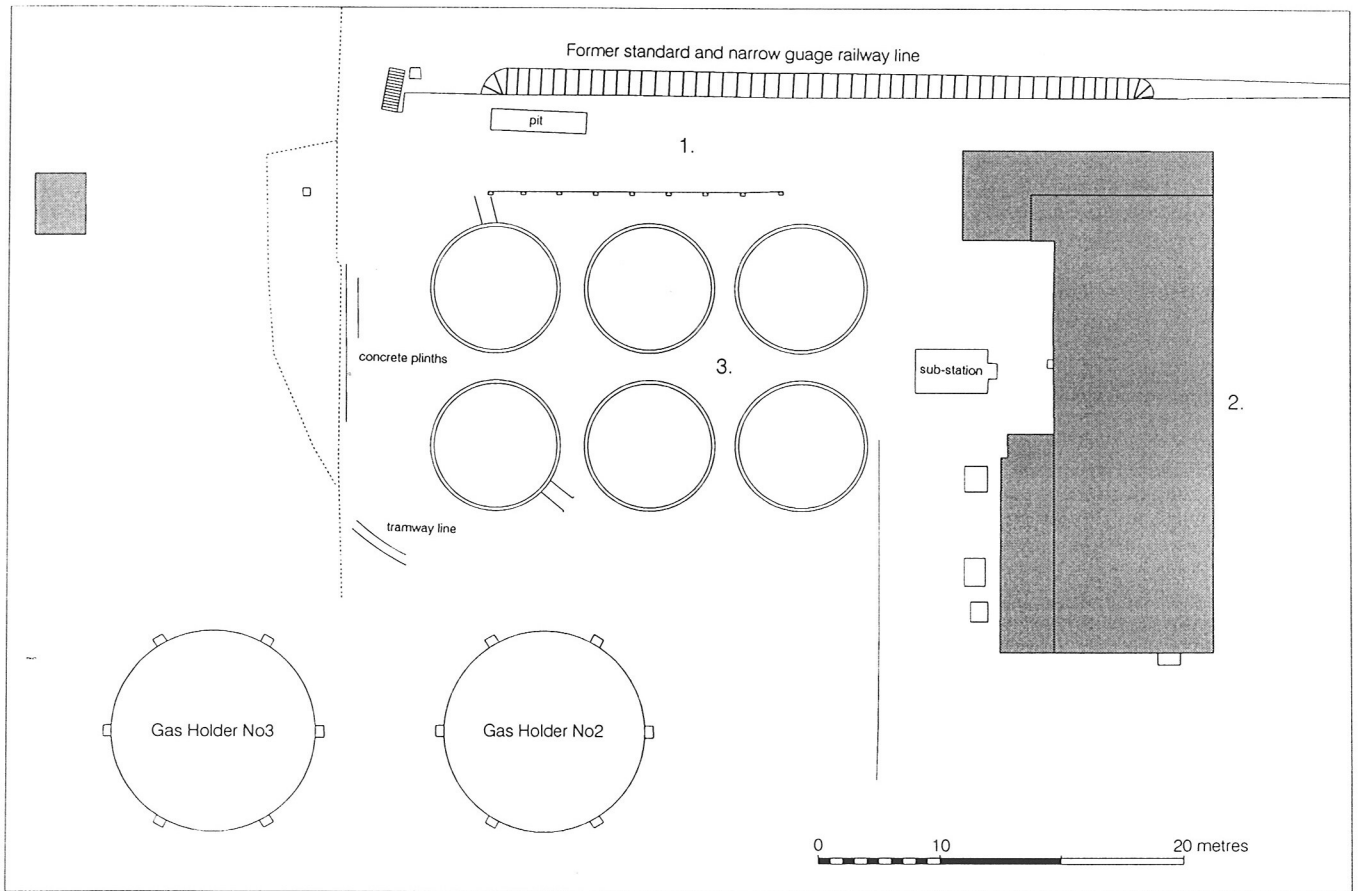 Former standard and narrow guage railway line
pit
1.
concrete plinths
3.
sub-station
2.
tramway line
Gas Holder No3
Gas Holder No2
0 10 20 metres